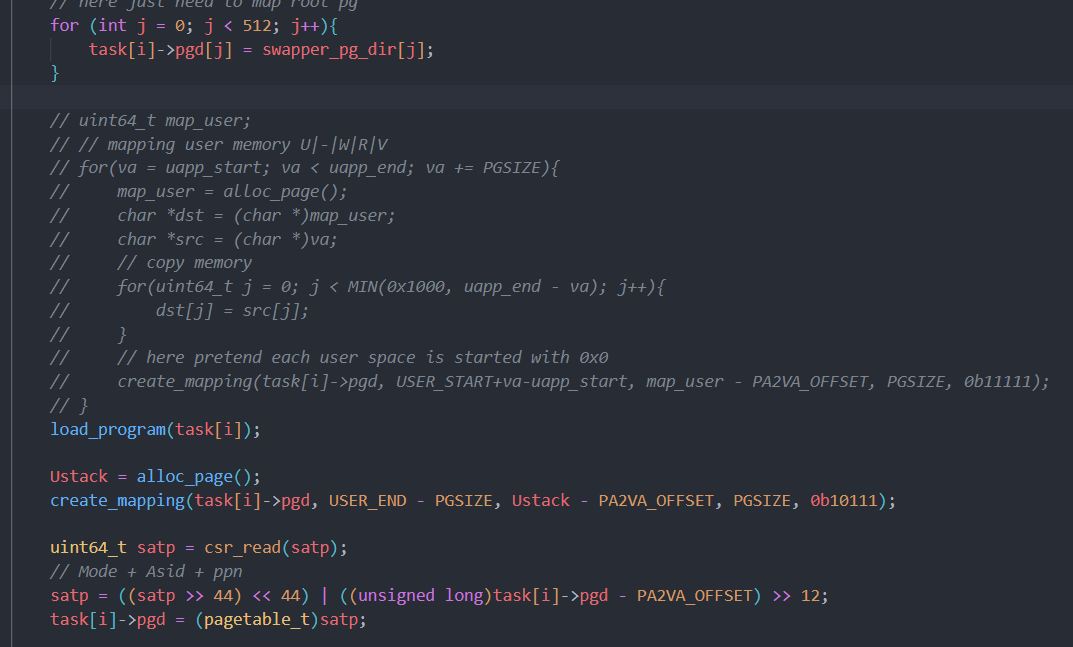 // here just need to map root pg
for (int j = 0; j < 512; j++){
    task[i]->pgd[j] = swapper_pg_dir[j];
}
// uint64_t map_user;
// // mapping user memory U|-|W|R|V
// for(va = uapp_start; va < uapp_end; va += PGSIZE){
//     map_user = alloc_page();
//     char *dst = (char *)map_user;
//     char *src = (char *)va;
//     // copy memory
//     for(uint64_t j = 0; j < MIN(0x1000, uapp_end - va); j++){
//         dst[j] = src[j];
//     }
//     // here pretend each user space is started with 0x0
//     create_mapping(task[i]->pgd, USER_START+va-uapp_start, map_user - PA2VA_OFFSET, PGSIZE, 0b11111);
// }
load_program(task[i]);
Ustack = alloc_page();
create_mapping(task[i]->pgd, USER_END - PGSIZE, Ustack - PA2VA_OFFSET, PGSIZE, 0b10111);
uint64_t satp = csr_read(satp);
// Mode + Asid + ppn
satp = ((satp >> 44) << 44) | ((unsigned long)task[i]->pgd - PA2VA_OFFSET) >> 12;
task[i]->pgd = (pagetable_t)satp;